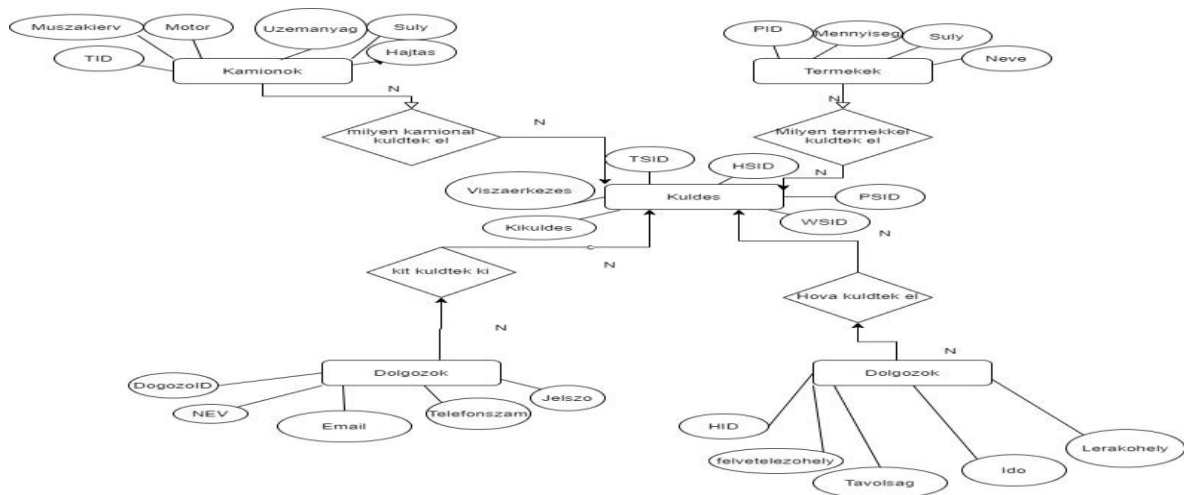 Muszakierv
Motor
Uzemanyag
Suly
TID
Hajtas
Kamionok
N
milyen kamional
kuldtek el
N
PID
Mennyiseg
Suly
Neve
Termekek
N
Milyen termekkel
kuldtek el
N
TSID
HSID
Viszaerkezes
Kuldes
PSID
Kikuldes
WSID
N
kit kuldtek ki
N
Hova kuldtek el
N
N
Dolgozok
DogozoID
NEV
Email
Telefonszam
Jelszo
Dolgozok
HID
felvetelezohely
Tavolsag
Ido
Lerakohely